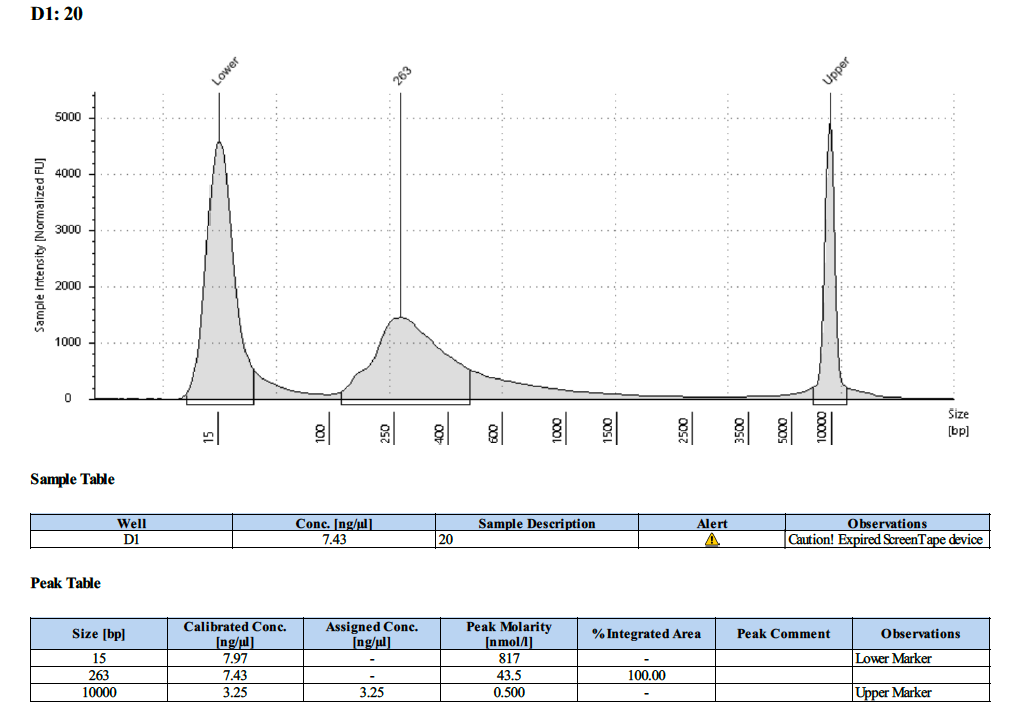 D1: 20
Lower
263
Upper
5000
4000
3000
2000
1000
0
Sample Intensity [Normalized FU]
15
100
250
400
600
1000
1500
2500
3500
5000
10000
Size
[bp]
Sample Table
Well Conc. [ng/µl] Sample Description Alert Observations
D1 7.43 20 Caution! Expired ScreenTape device
Peak Table
Size [bp] Calibrated Conc. [ng/µl] Assigned Conc. [ng/µl] Peak Molarity [nmol/l] % Integrated Area Peak Comment Observations
15 7.97 - 817 - Lower Marker
263 7.43 - 43.5 100.00
10000 3.25 3.25 0.500 - Upper Marker